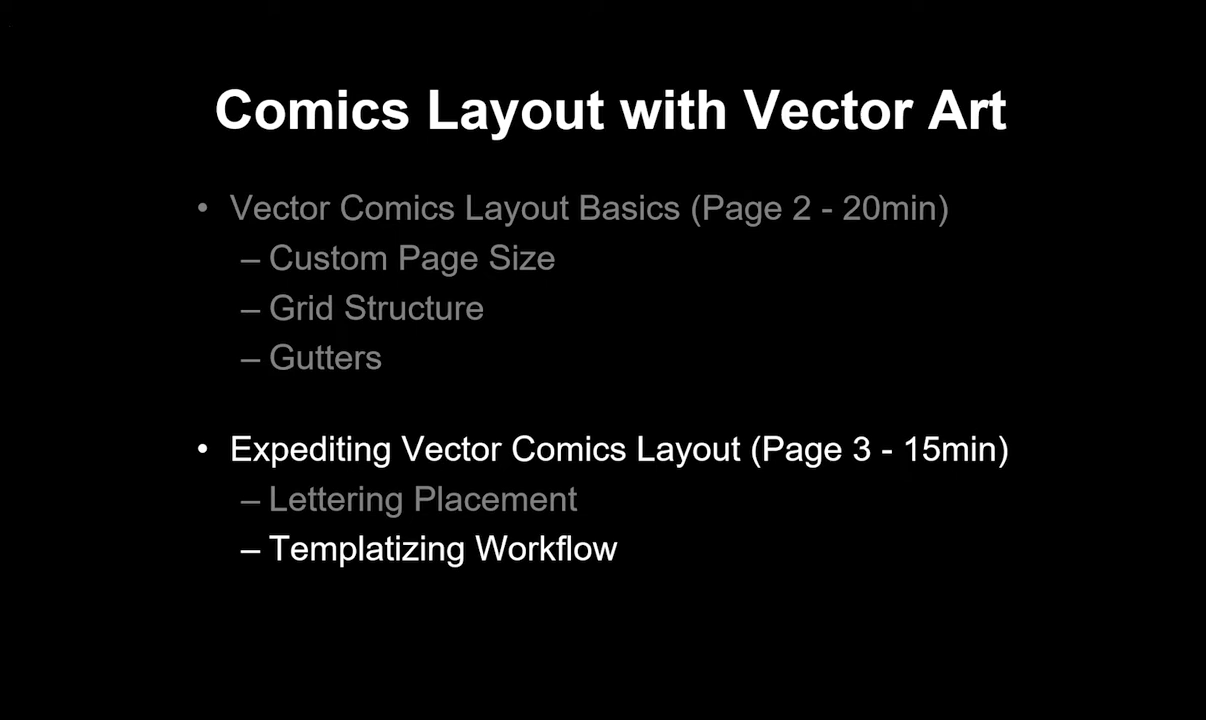 Comics Layout with Vector Art
• Vector Comics Layout Basics (Page 2 - 20min)
– Custom Page Size
– Grid Structure
– Gutters
• Expediting Vector Comics Layout (Page 3 - 15min)
– Lettering Placement
– Templatizing Workflow